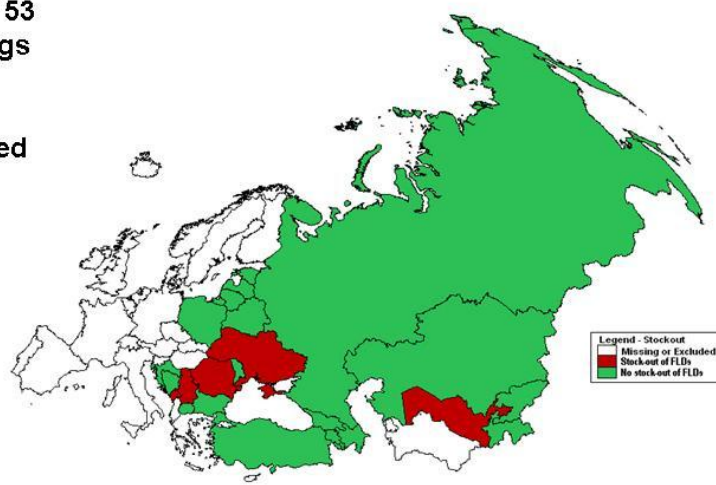 53
gs
ed
Legend - Stockout
Missing or Excluded
Stock-out of FLDs
No stock-out of FLDs